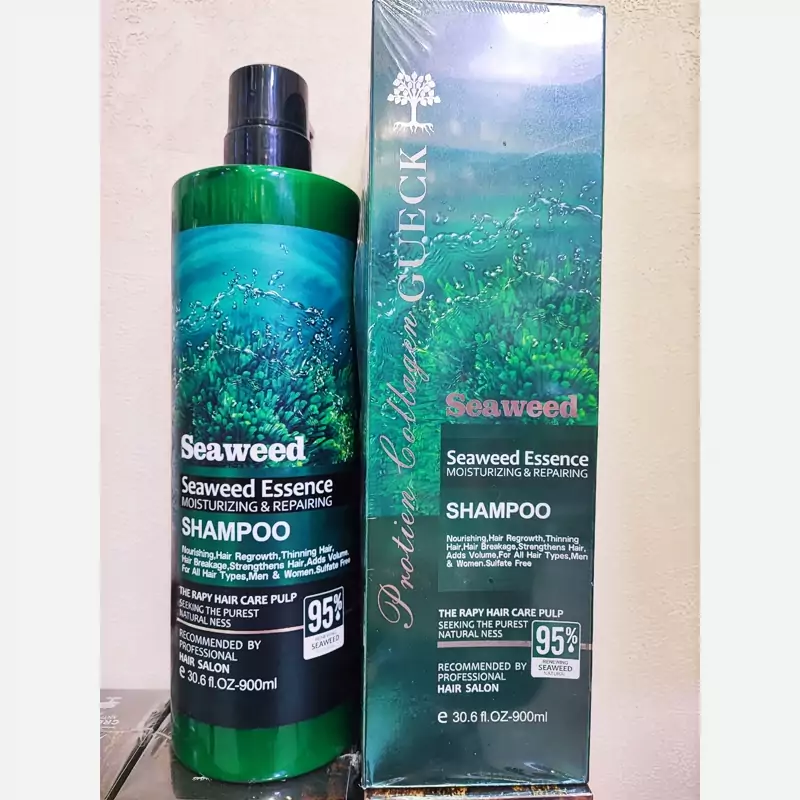 Seaweed
Seaweed Essence
MOISTURIZING & REPAIRING
SHAMPOO
Nourishing,Hair Regrowth,Thinning Hair,
Hair Breakage,Strengthens Hair,Adds Volume,
For All Hair Types,Men & Women.Sulfate Free
THE RAPY HAIR CARE PULP
SEEKING THE PUREST
NATURAL NESS
95%
RENEWING
SEAWEED
RECOMMENDED BY
PROFESSIONAL
HAIR SALON
e 30.6 fl.OZ-900ml
Protien Collagen GUECK
Seaweed
Seaweed Essence
MOISTURIZING & REPAIRING
SHAMPOO
Nourishing,Hair Regrowth,Thinning
Hair,Hair Breakage,Strengthens Hair,
Adds Volume,For All Hair Types,Men
& Women.Sulfate Free
THE RAPY HAIR CARE PULP
SEEKING THE PUREST
NATURAL NESS
95%
RENEWING
SEAWEED
NATURAL
RECOMMENDED BY
PROFESSIONAL
HAIR SALON
e 30.6 fl.OZ-900ml